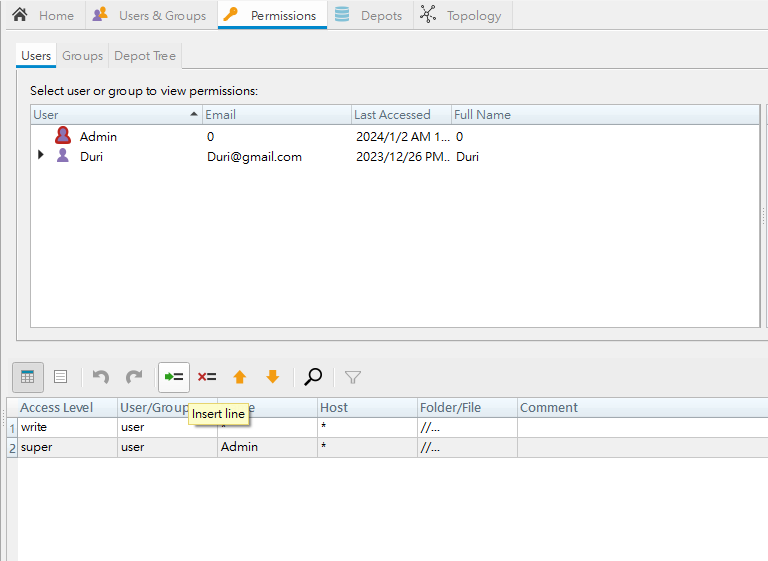 Home Users & Groups Permissions Depots Topology
Users Groups Depot Tree
Select user or group to view permissions:
User Email Last Accessed Full Name
Admin 0 2024/1/2 AM 1... 0
Duri Duri@gmail.com 2023/12/26 PM... Duri
Access Level User/Group Host Folder/File Comment
Insert line
1 write user * * //...
2 super user Admin * //...